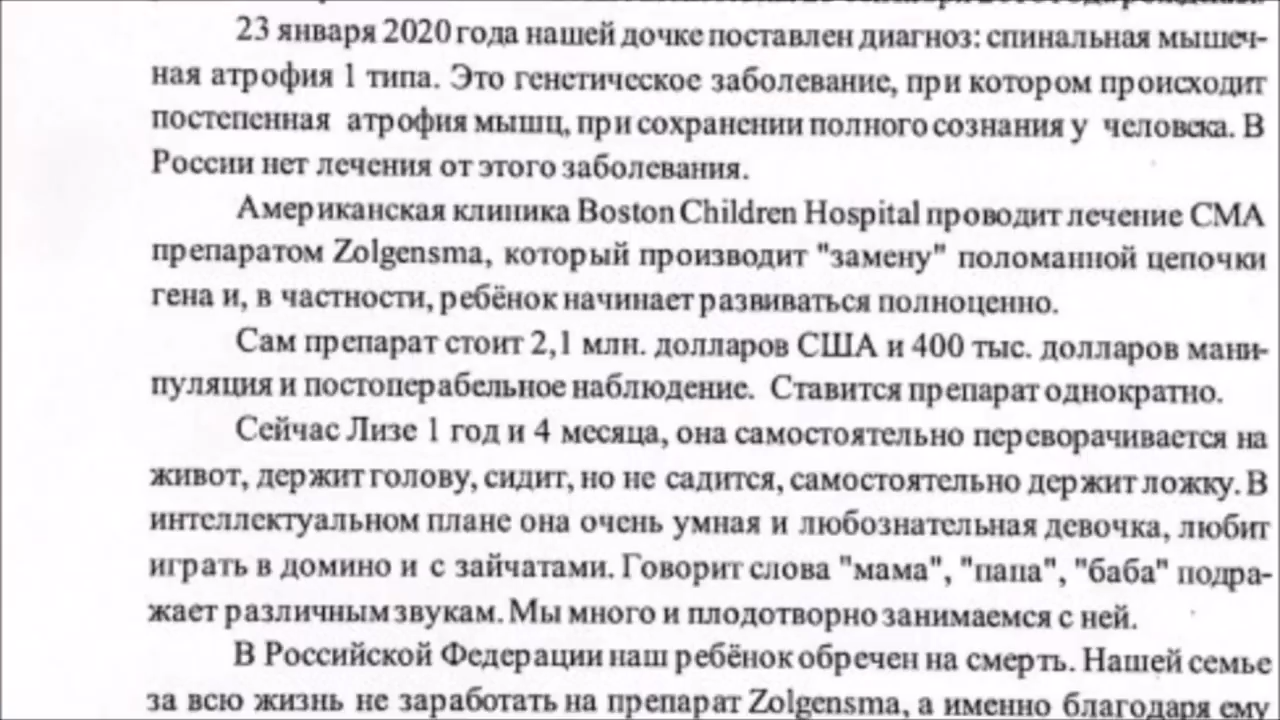 23 января 2020 года нашей дочке поставлен диагноз: спинальная мышеч-
ная атрофия 1 типа. Это генетическое заболевание, при котором происходит
постепенная атрофия мышц, при сохранении полного сознания у человека. В
России нет лечения от этого заболевания.
Американская клиника Boston Children Hospital проводит лечение СМА
препаратом Zolgensma, который производит "замену" поломанной цепочки
гена и, в частности, ребёнок начинает развиваться полноценно.
Сам препарат стоит 2,1 млн. долларов США и 400 тыс. долларов мани-
пуляция и постоперабельное наблюдение. Ставится препарат однократно.
Сейчас Лизе 1 год и 4 месяца, она самостоятельно переворачивается на
живот, держит голову, сидит, но не садится, самостоятельно держит ложку. В
интеллектуальном плане она очень умная и любознательная девочка, любит
играть в домино и с зайчатами. Говорит слова "мама", "папа", "баба" подра-
жает различным звукам. Мы много и плодотворно занимаемся с ней.
В Российской Федерации наш ребёнок обречен на смерть. Нашей семье
за всю жизнь не заработать на препарат Zolgensma, а именно благодаря ему